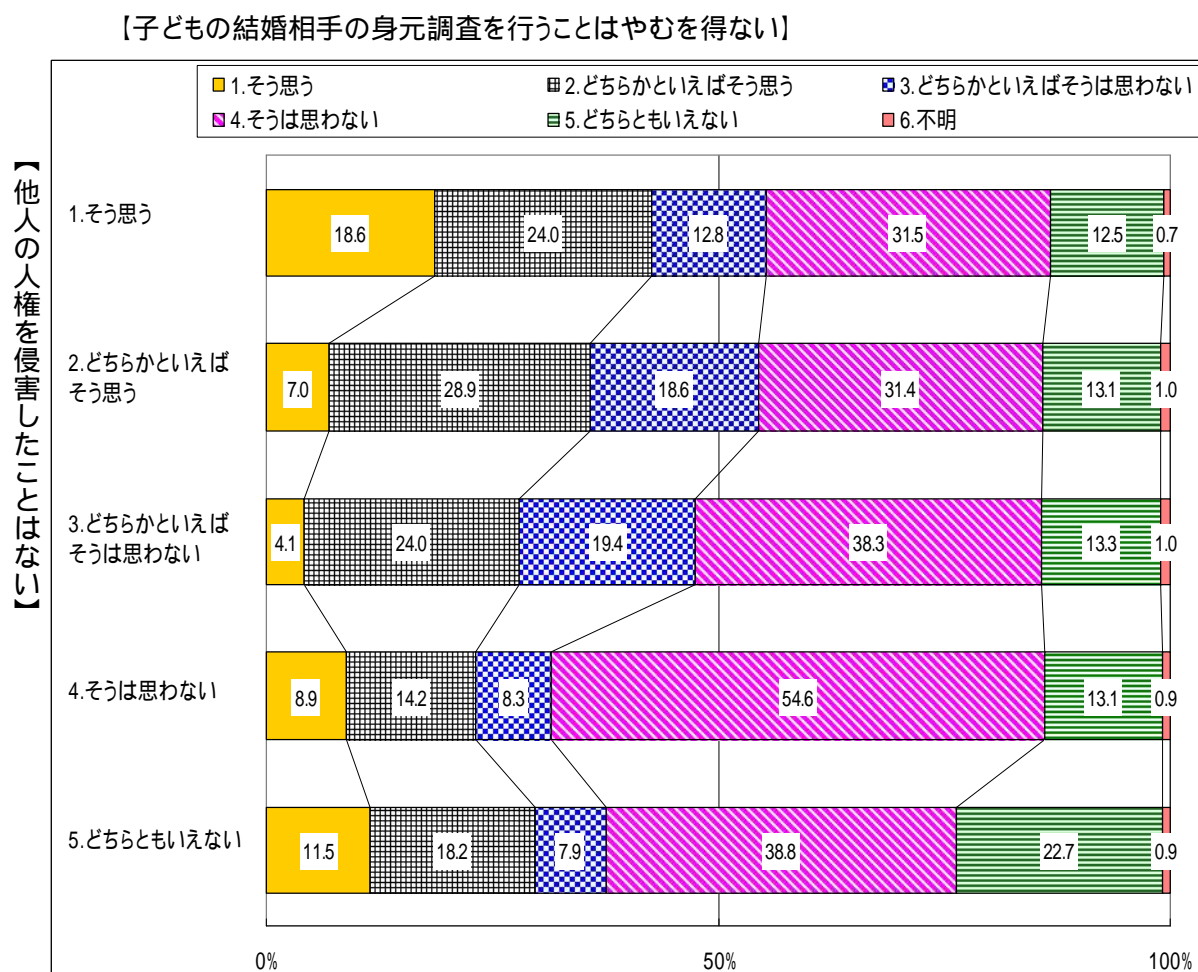 【子どもの結婚相手の身元調査を行うことはやむを得ない】
1.そう思う 2.どちらかといえばそう思う 3.どちらかといえばそうは思わない
4.そうは思わない 5.どちらともいえない 6.不明
【他人の人権を侵害したことはない】
1.そう思う
18.6 24.0 12.8 31.5 12.5 0.7
2.どちらかといえば
そう思う
7.0 28.9 18.6 31.4 13.1 1.0
3.どちらかといえば
そうは思わない
4.1 24.0 19.4 38.3 13.3 1.0
4.そうは思わない
8.9 14.2 8.3 54.6 13.1 0.9
5.どちらともいえない
11.5 18.2 7.9 38.8 22.7 0.9
0% 50% 100%